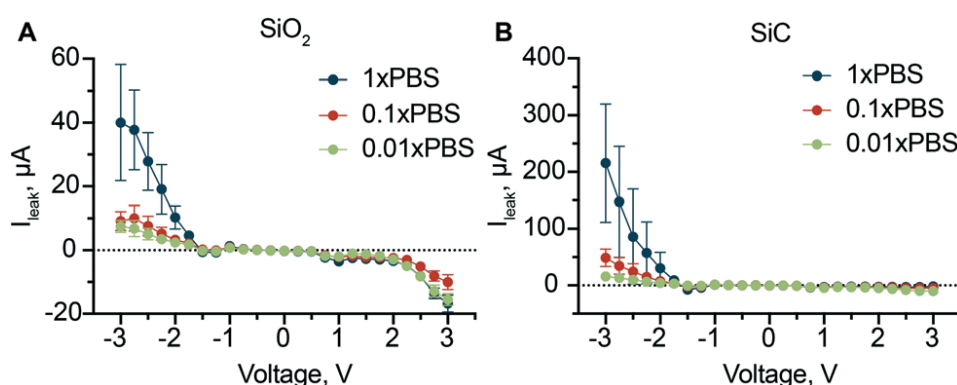 A
SiO2
60
40
20
0
-20
Ileak, µA
1xPBS
0.1xPBS
0.01xPBS
-3 -2 -1 0 1 2 3
Voltage, V
B
SiC
400
300
200
100
0
Ileak, µA
1xPBS
0.1xPBS
0.01xPBS
-3 -2 -1 0 1 2 3
Voltage, V